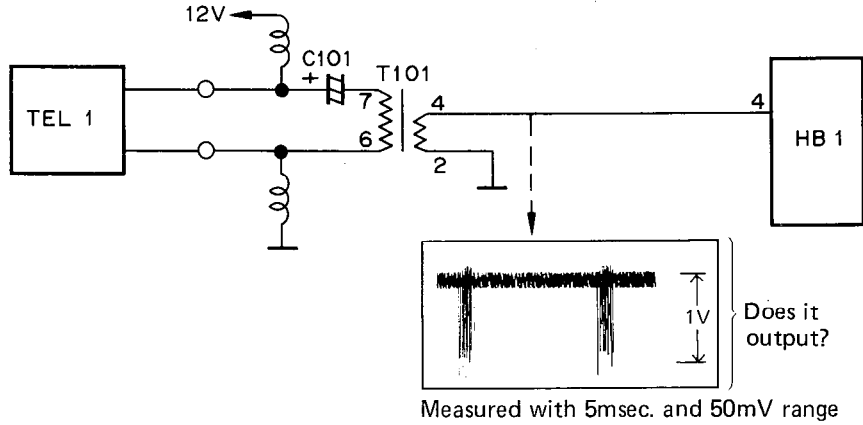 12V
C101
+
T101
TEL 1
7
6
4
2
4
HB 1
1V
Does it
output?
Measured with 5msec. and 50mV range